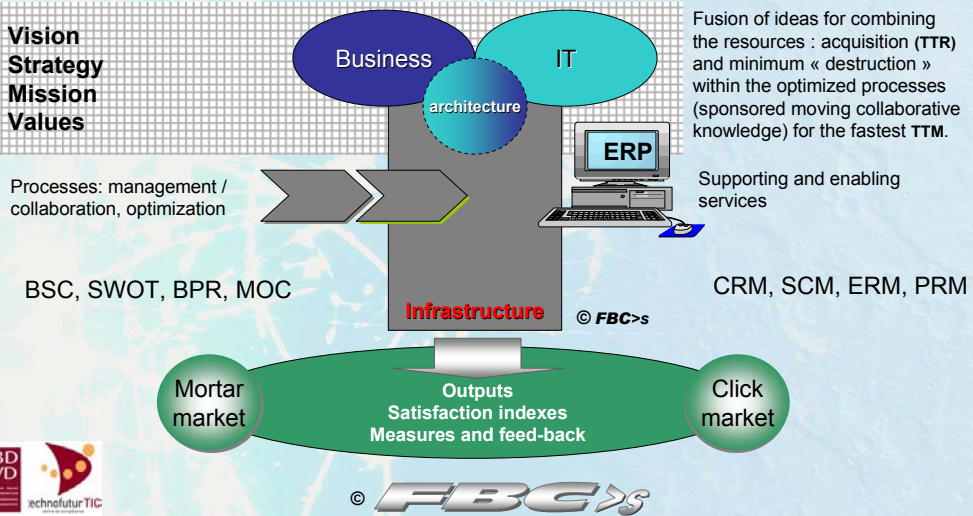 Vision
Strategy
Mission
Values
Business
IT
architecture
Fusion of ideas for combining
the resources : acquisition (TTR)
and minimum « destruction »
within the optimized processes
(sponsored moving collaborative
knowledge) for the fastest TTM.
ERP
Processes: management /
collaboration, optimization
Supporting and enabling
services
BSC, SWOT, BPR, MOC
CRM, SCM, ERM, PRM
Infrastructure
© FBC>s
Mortar
market
Outputs
Satisfaction indexes
Measures and feed-back
Click
market
technofutur TIC
© FBC>s